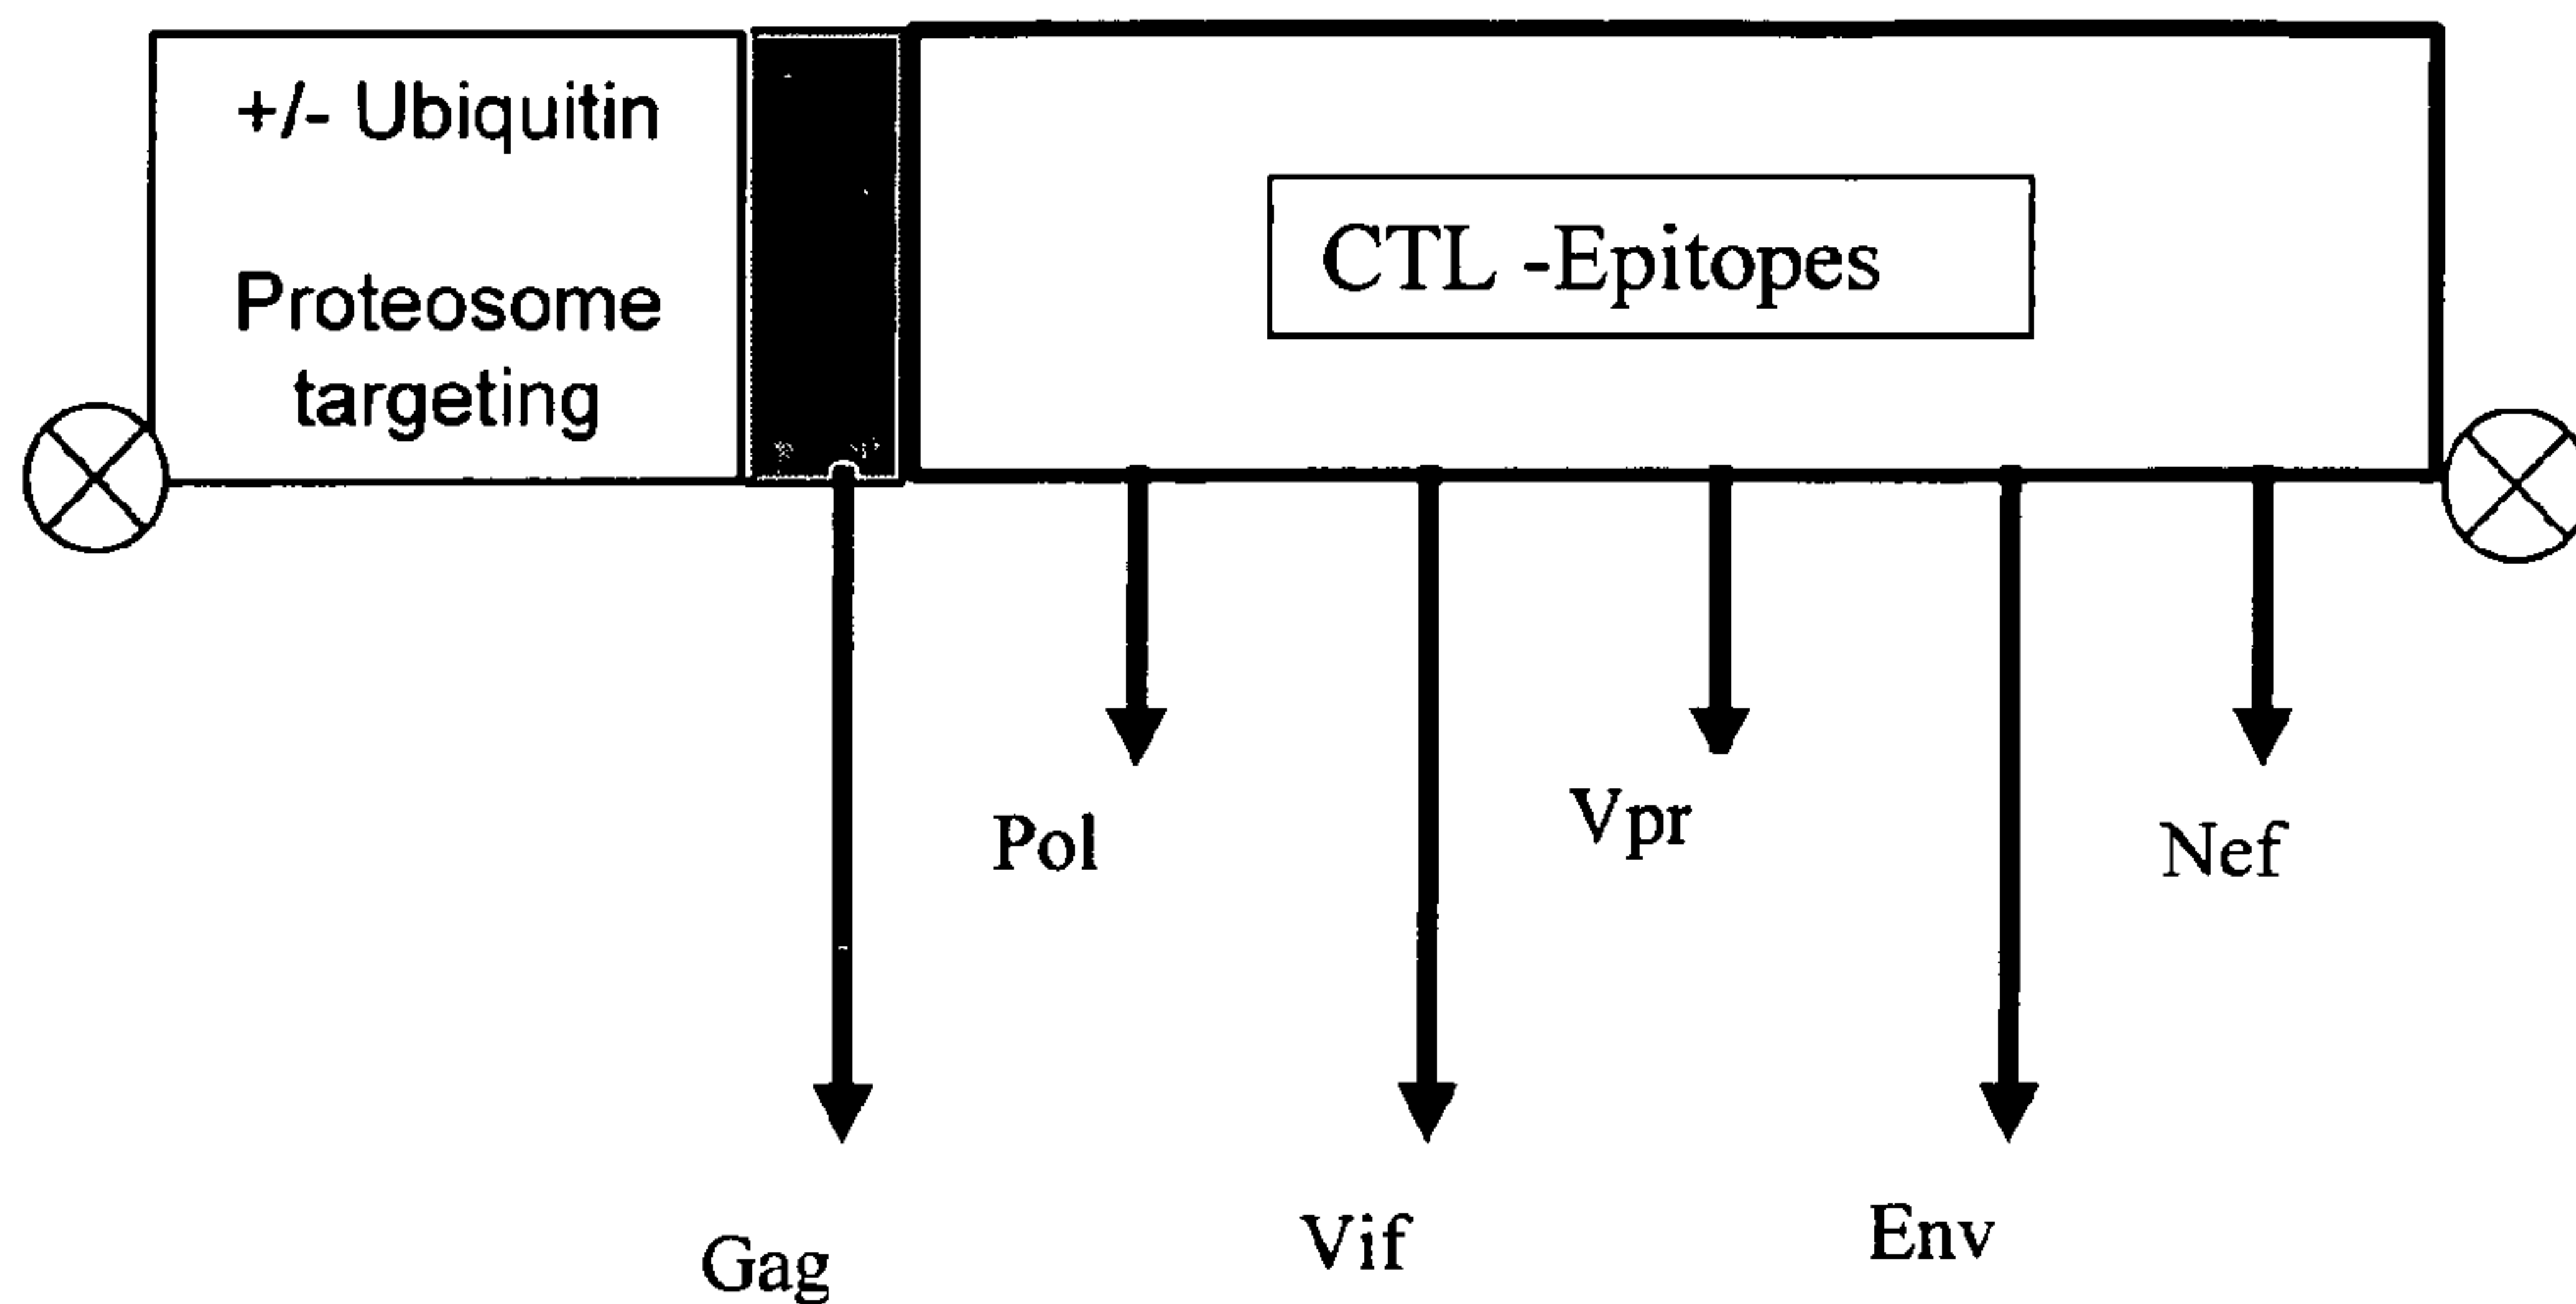 +/- Ubiquitin
Proteosome
targeting
CTL -Epitopes
Pol
Vpr
Nef
Gag
Vif
Env